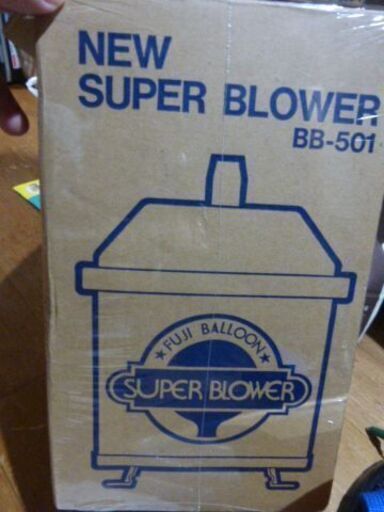 NEW
SUPER BLOWER
BB-501
FUJI BALLOON
SUPER BLOWER